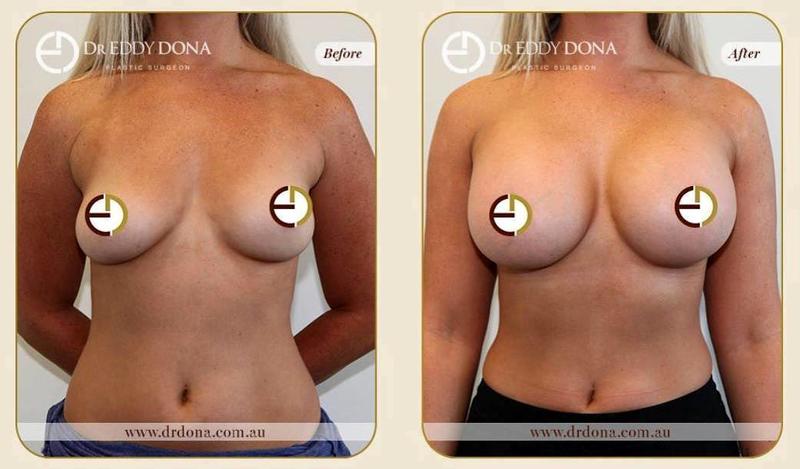 DR EDDY DONA
PLASTIC SURGEON
Before
www.drdona.com.au
DR EDDY DONA
PLASTIC SURGEON
After
www.drdona.com.au